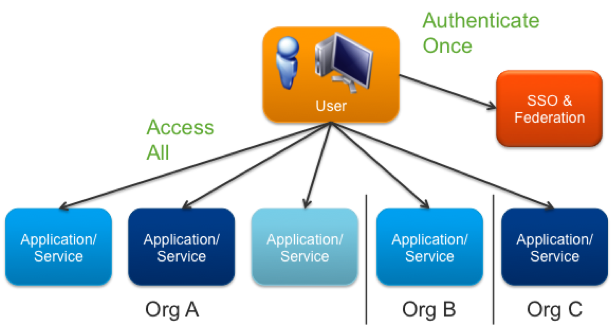 Authenticate
Once
User
SSO &
Federation
Access
All
Application/
Service
Application/
Service
Application/
Service
Application/
Service
Application/
Service
Org A
Org B
Org C